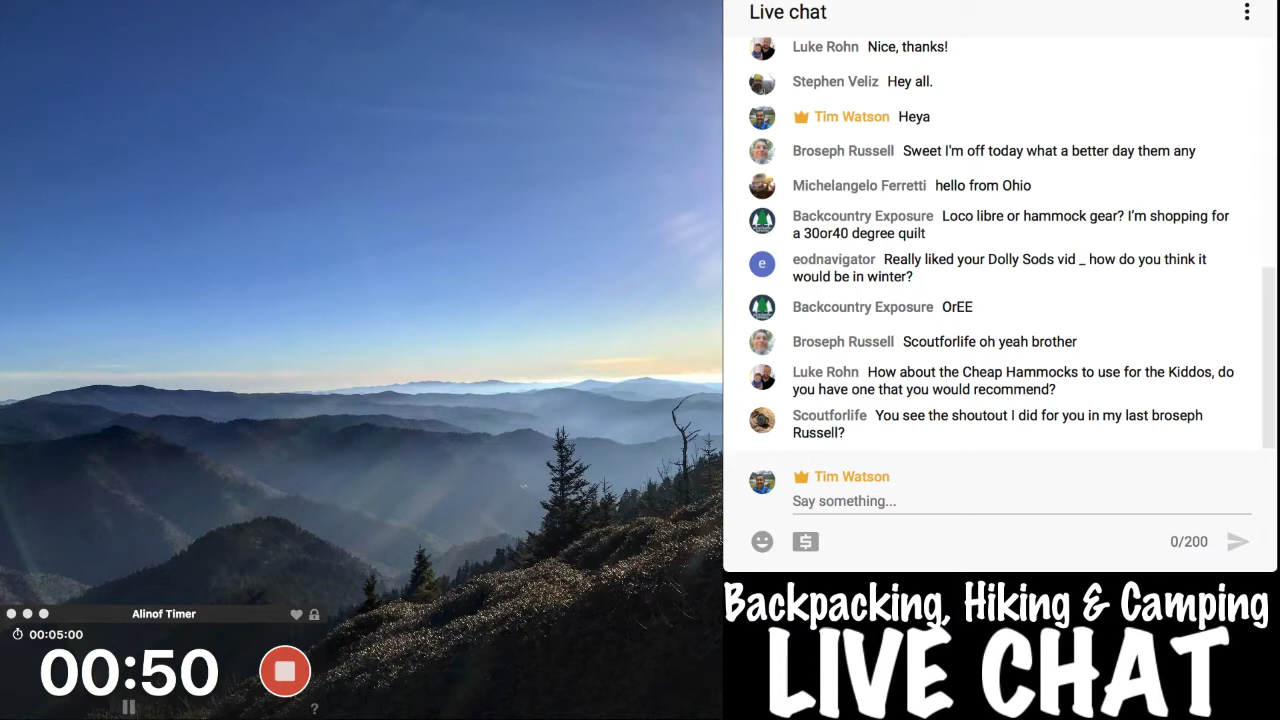 Live chat
Luke Rohn Nice, thanks!
Stephen Veliz Hey all.
Tim Watson Heya
Broseph Russell Sweet I'm off today what a better day them any
Michelangelo Ferretti hello from Ohio
Backcountry Exposure Loco libre or hammock gear? I'm shopping for
a 30or40 degree quilt
e eodnavigator Really liked your Dolly Sods vid _ how do you think it
would be in winter?
Backcountry Exposure OrEE
Broseph Russell Scoutforlife oh yeah brother
Luke Rohn How about the Cheap Hammocks to use for the Kiddos, do
you have one that you would recommend?
Scoutforlife You see the shoutout I did for you in my last broseph
Russell?
Tim Watson
Say something...
$ 0/200
Alinof Timer
00:05:00
00:50
?
Backpacking, Hiking & Camping
LIVE CHAT